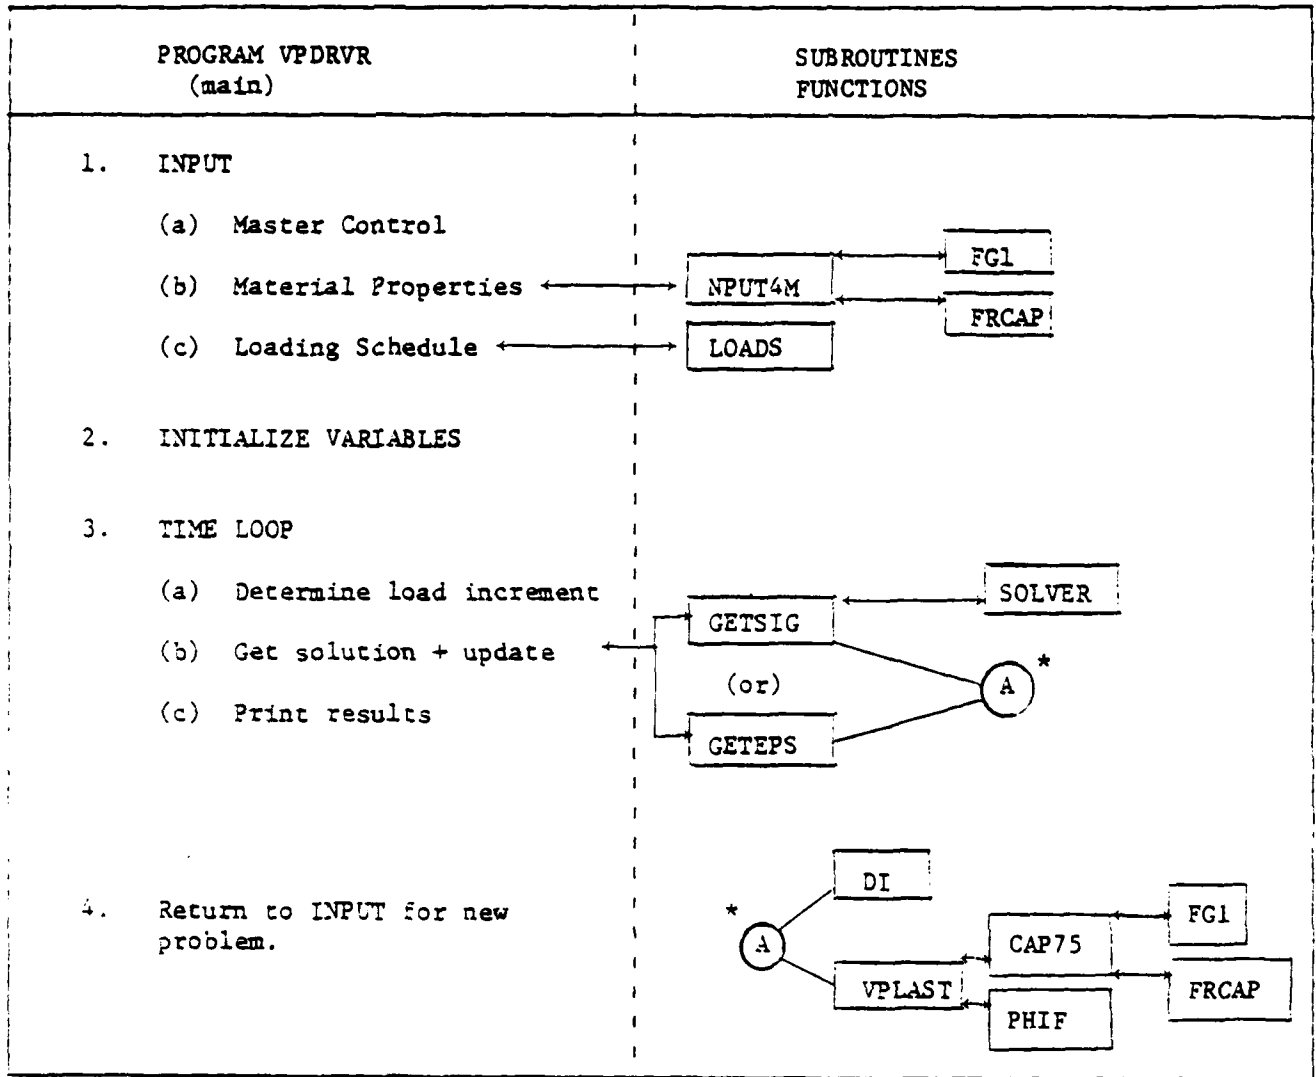 PROGRAM VPDRVR
(main)
SUBROUTINES
FUNCTIONS
1. INPUT
(a) Master Control
(b) Material Properties
(c) Loading Schedule
NPUT4M
FG1
FRCAP
LOADS
2. INITIALIZE VARIABLES
3. TIME LOOP
(a) Determine load increment
(b) Get solution + update
(c) Print results
GETSIG
(or)
GETEPS
SOLVER
A *
4. Return to INPUT for new
problem.
* A
DI
VPLAST
CAP75
PHIF
FG1
FRCAP